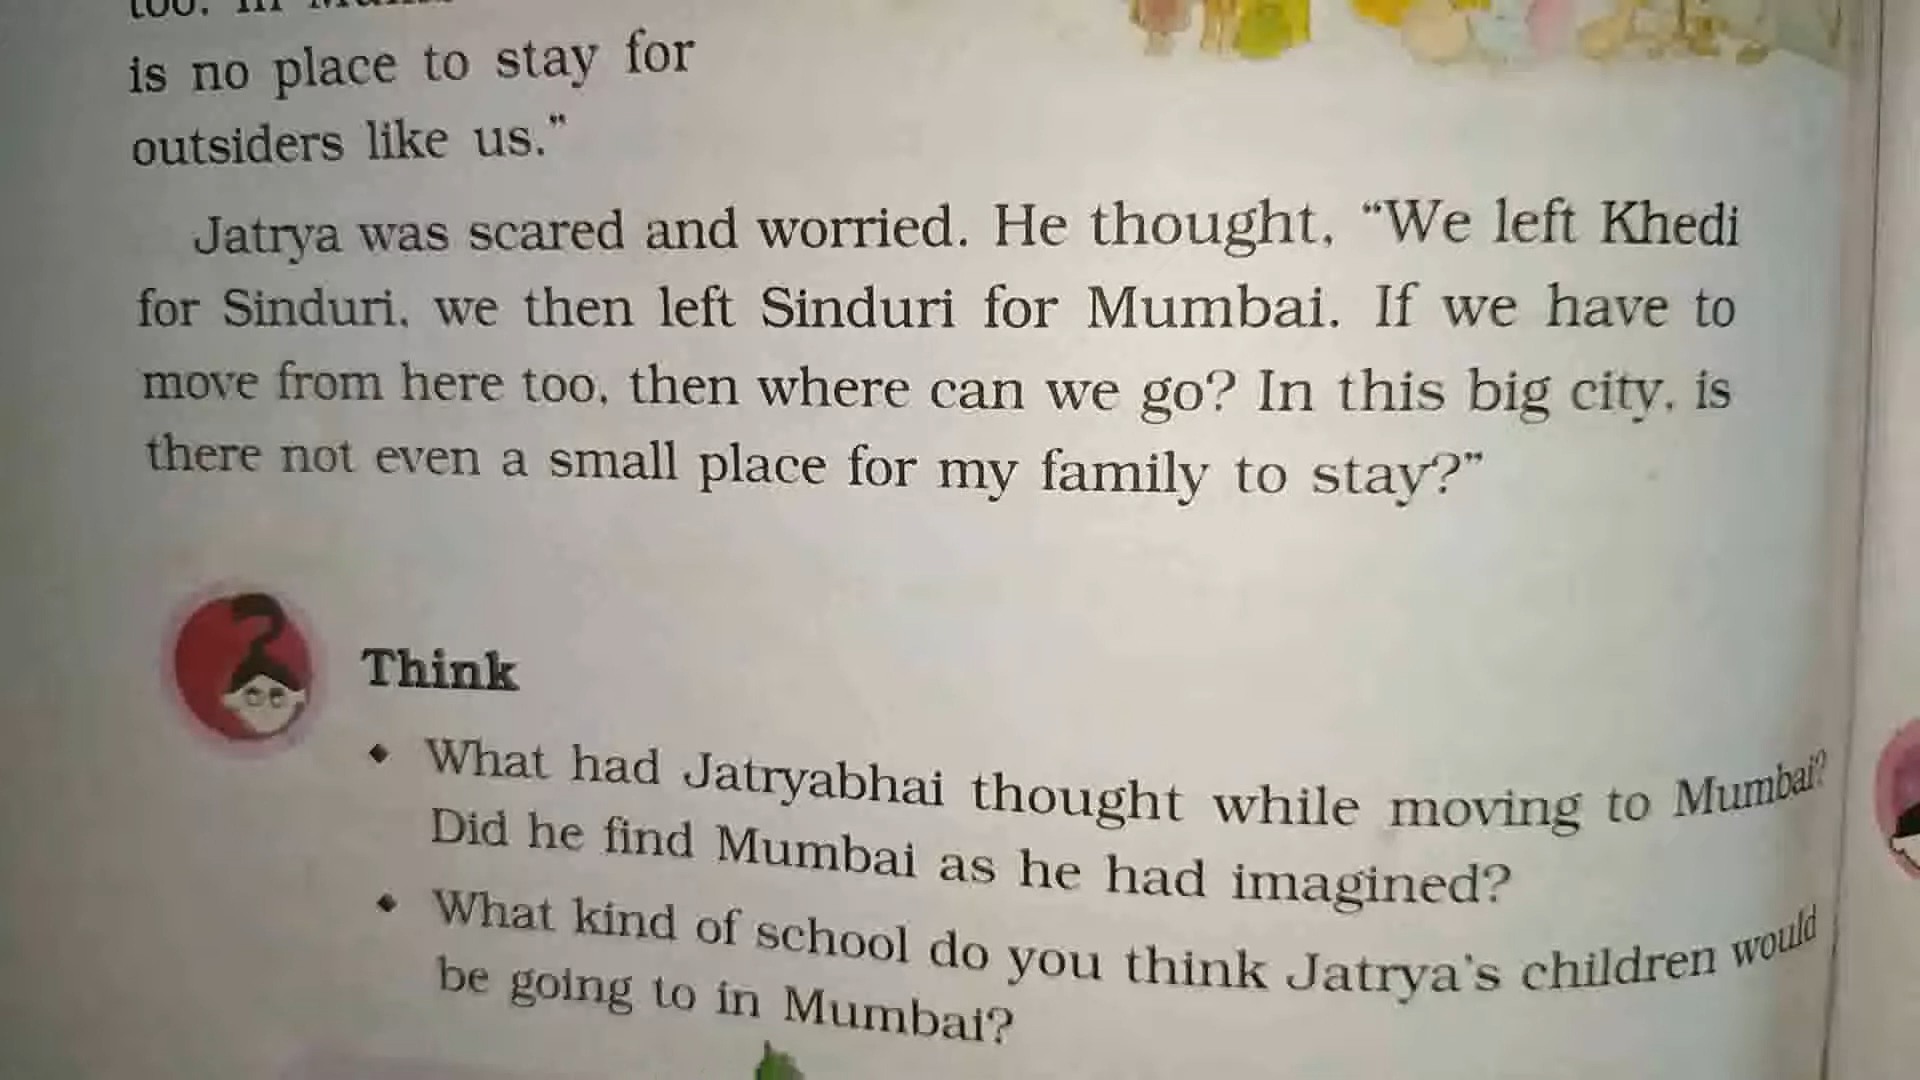 is no place to stay for
outsiders like us."
Jatrya was scared and worried. He thought, "We left Khedi
for Sinduri, we then left Sinduri for Mumbai. If we have to
move from here too, then where can we go? In this big city, is
there not even a small place for my family to stay?"
Think
• What had Jatryabhai thought while moving to Mumbai?
Did he find Mumbai as he had imagined?
• What kind of school do you think Jatrya's children would
be going to in Mumbai?